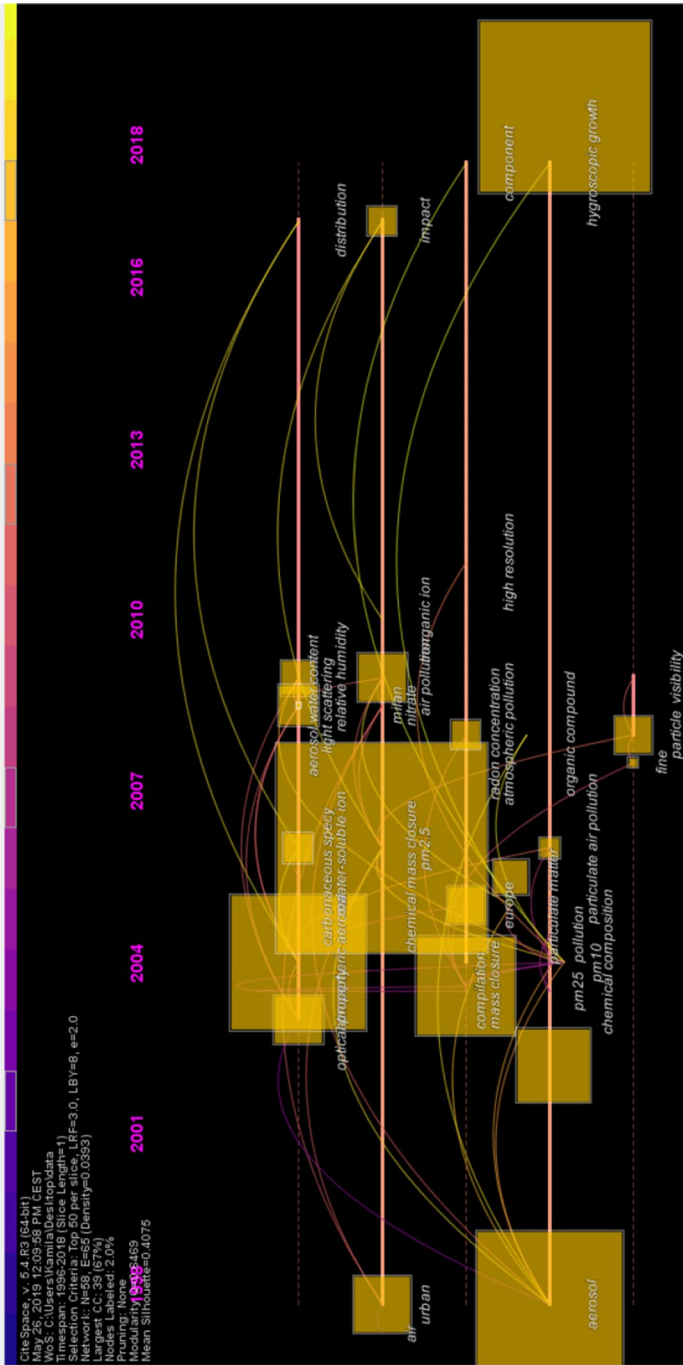 CiteSpace, v. 5.4.R3 (64-bit)
May 26, 2019 12:09:58 PM CEST
WoS: C:\Users\Kamila\Desktop\data
Timespan: 1996-2018 (Slice Length=1)
Selection Criteria: Top 50 per slice, LRF=3.0, LBY=8, e=2.0
Network: N=58, E=65 (Density=0.0393)
Largest CC: 39 (67%)
Nodes Labeled: 2.0%
Pruning: None
Mean Silhouette=0.4075
1998
2001
2004
2007
2010
2013
2016
2018
optical property
carbonaceous specy
water-soluble ion
aerosol water content
light scattering
relative humidity
distribution
air
urban
chemical mass closure
pm2.5
milan
nitrate
air pollution
impact
compilation
mass closure
europe
radon concentration
atmospheric pollution
high resolution
component
aerosol
particulate matter
pm25 pollution
pm10
chemical composition
particulate air pollution
organic compound
hygroscopic growth
fine
particle visibility